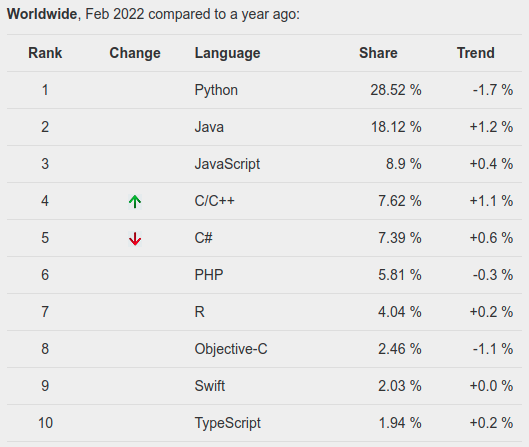 Worldwide, Feb 2022 compared to a year ago:
Rank Change Language Share Trend
1 Python 28.52 % -1.7 %
2 Java 18.12 % +1.2 %
3 JavaScript 8.9 % +0.4 %
4 C/C++ 7.62 % +1.1 %
5 C# 7.39 % +0.6 %
6 PHP 5.81 % -0.3 %
7 R 4.04 % +0.2 %
8 Objective-C 2.46 % -1.1 %
9 Swift 2.03 % +0.0 %
10 TypeScript 1.94 % +0.2 %